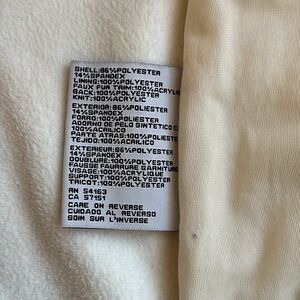 SHELL:86%POLYESTER
14%SPANDEX
LINING:100%POLYESTER
FAUX FUR TRIM:100%ACRYLIC
BACK:100%POLYESTER
KNIT:100%ACRYLIC
EXTERIOR:86%POLIESTER
14%SPANDEX
FORRO:100%POLIESTER
ADORNO DE PELO SINTETICO
100%ACRILICO
PARTE ATRAS:100%POLIESTER
TEJIDO:100%ACRILICO
EXTERIEUR:86%POLYESTER
14%SPANDEX
DOUBLURE:100%POLYESTER
FAUSSE FOURRURE GARNITURE
VISAGE:100%ACRYLIQUE
SUPPORT:100%POLYESTER
TRICOT:100%POLYESTER
RN 54163
CA 57151
CARE ON REVERSE
CUIDADO AL REVERSO
SOIN SUR L'INVERSE